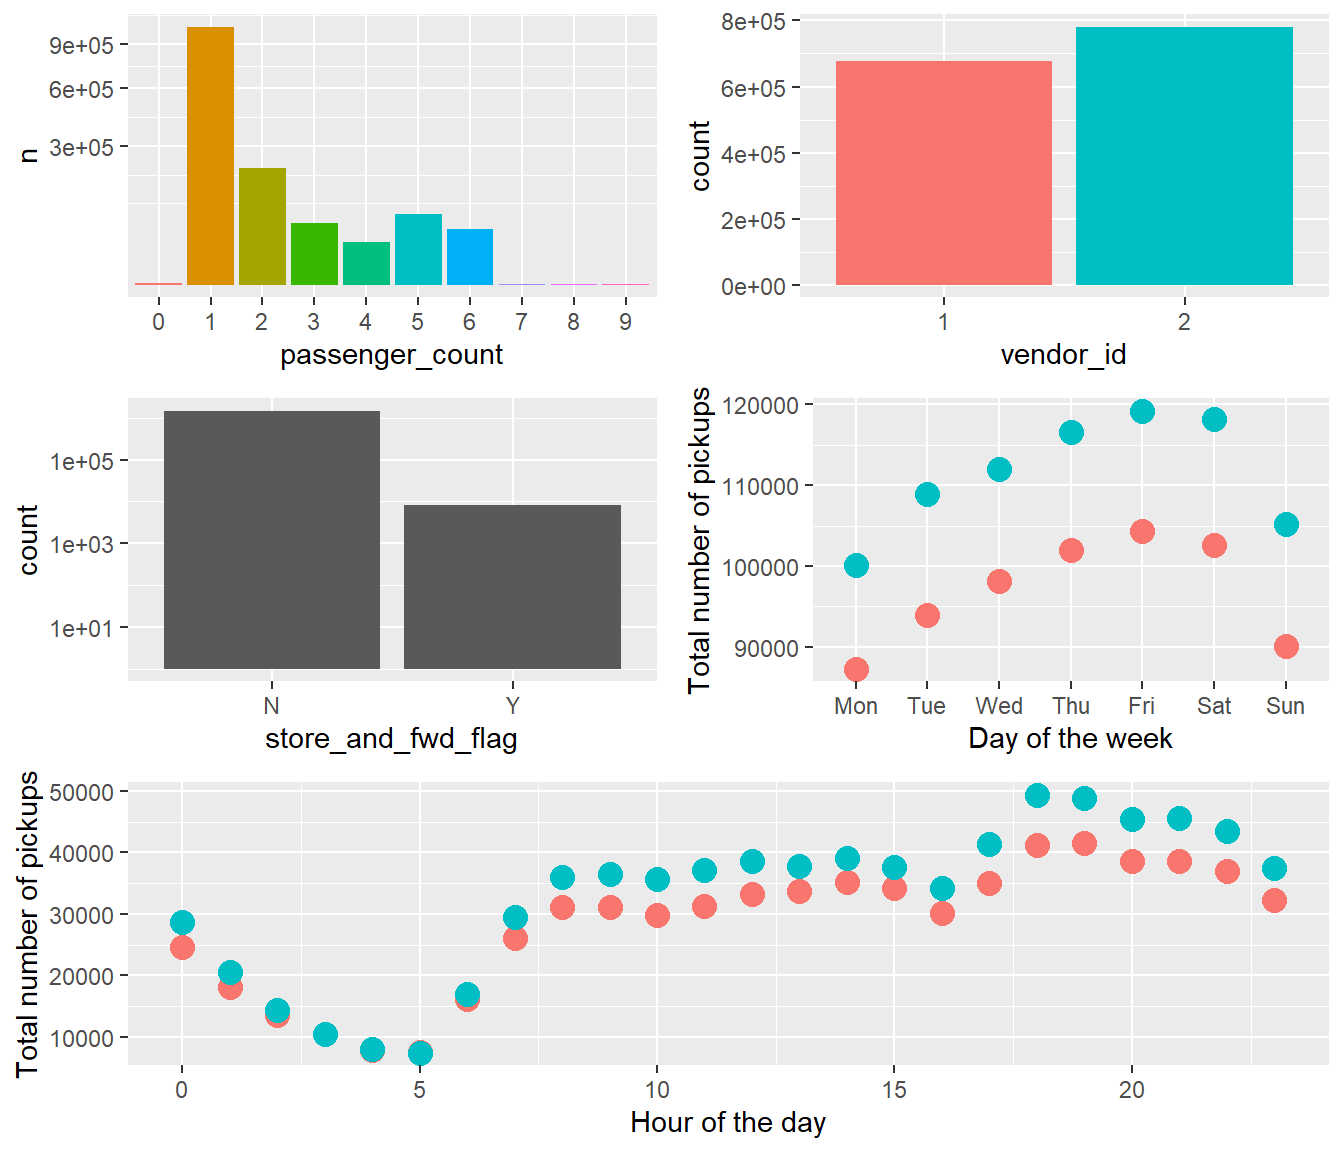 n
9e+05
6e+05
3e+05
0 1 2 3 4 5 6 7 8 9
passenger_count
count
8e+05
6e+05
4e+05
2e+05
0e+00
1 2
vendor_id
count
1e+05
1e+03
1e+01
N Y
store_and_fwd_flag
Total number of pickups
120000
110000
100000
90000
Mon Tue Wed Thu Fri Sat Sun
Day of the week
Total number of pickups
50000
40000
30000
20000
10000
0 5 10 15 20
Hour of the day